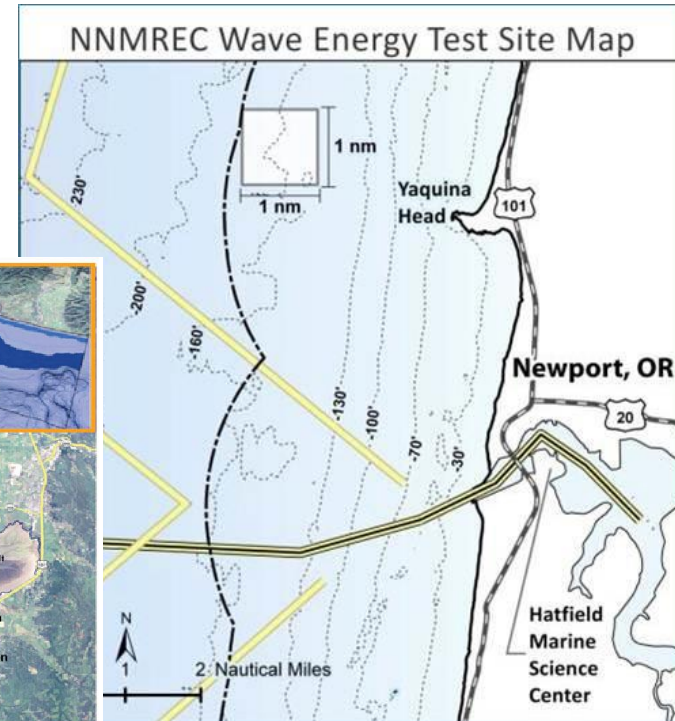 NNMREC Wave Energy Test Site Map
1 nm
1 nm
Yaquina
Head
101
230'
-200'
-160'
-130'
-100'
-70'
-30'
Newport, OR
20
N
1
2 Nautical Miles
Hatfield
Marine
Science
Center